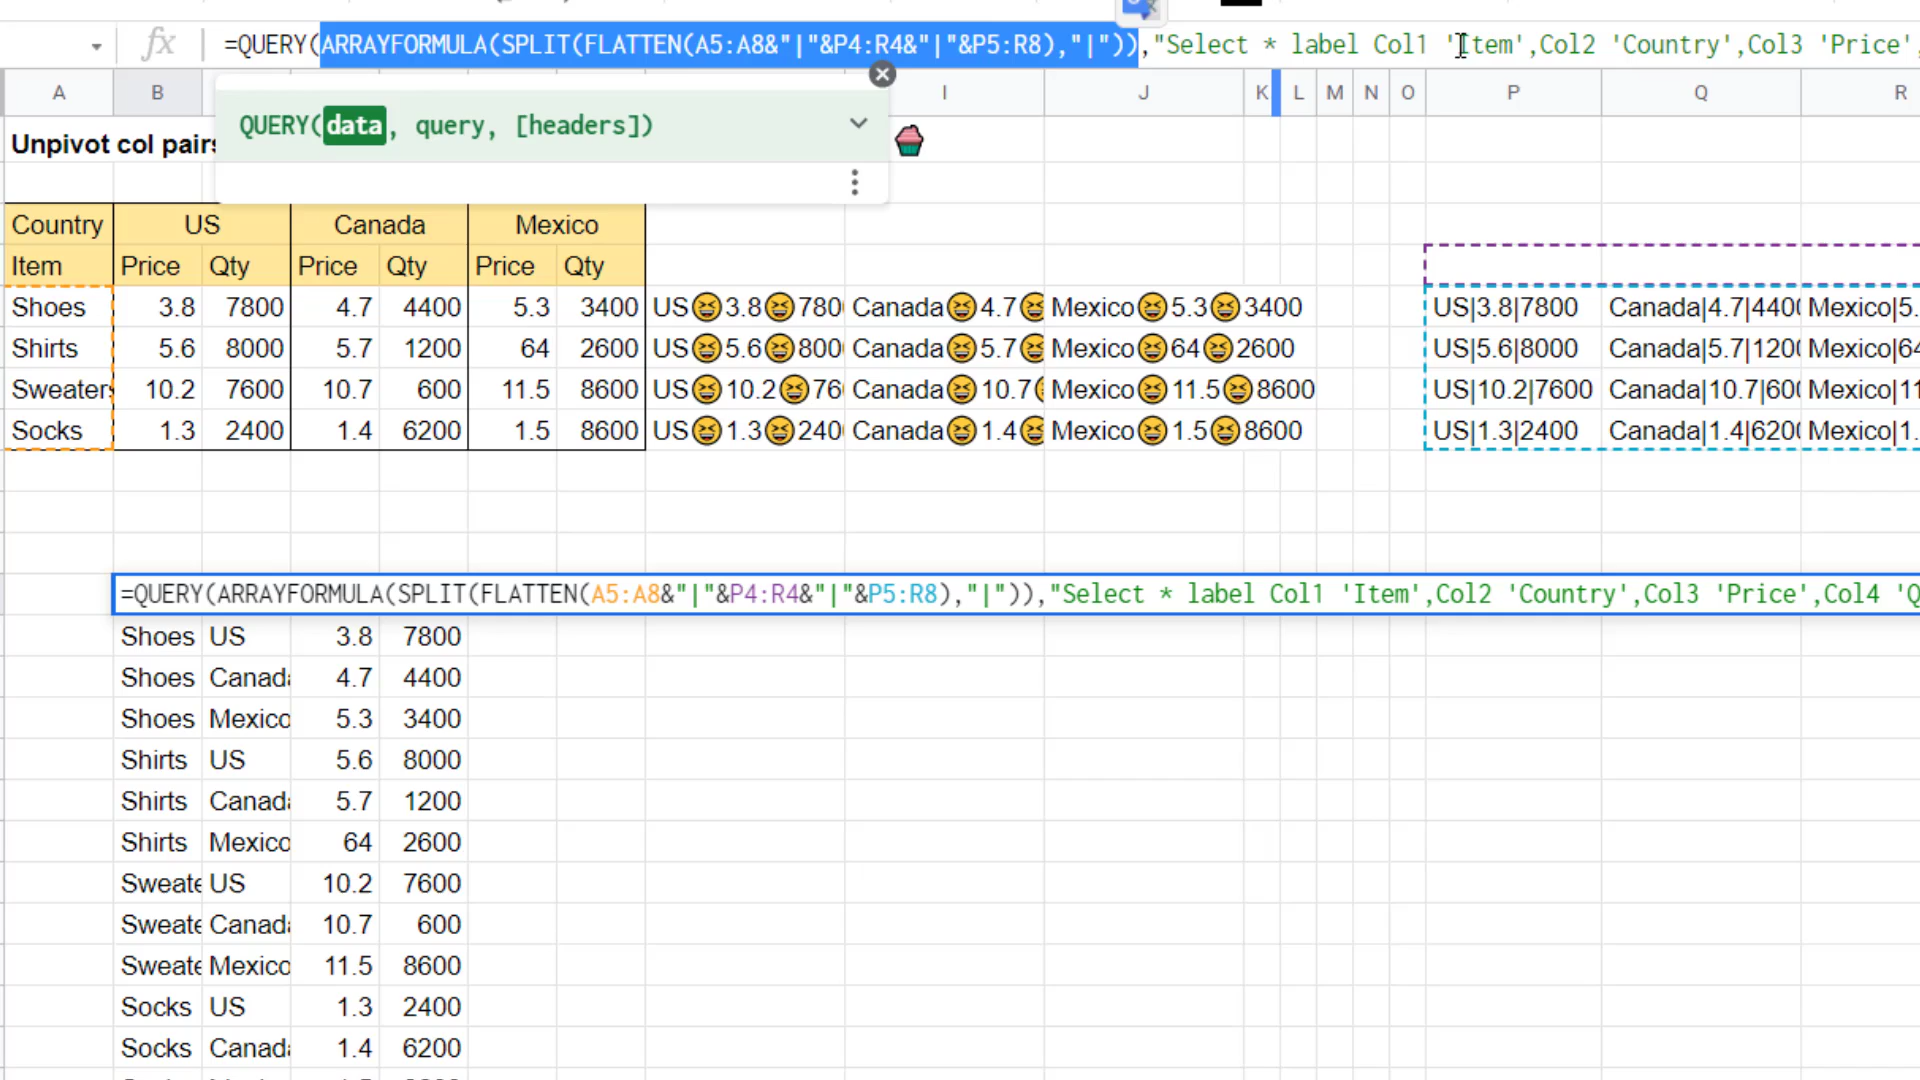 =QUERY(ARRAYFORMULA(SPLIT(FLATTEN(A5:A8&"|"&P4:R4&"|"&P5:R8),"|")),"Select * label Col1 'Item',Col2 'Country',Col3 'Price',
A B I J K L M N O P Q R
QUERY(data, query, [headers])
Unpivot col pairs
Country US Canada Mexico
Item Price Qty Price Qty Price Qty
Shoes 3.8 7800 4.7 4400 5.3 3400 US😆3.8😆780 Canada😆4.7😆 Mexico😆5.3😆3400 US|3.8|7800 Canada|4.7|440 Mexico|5.
Shirts 5.6 8000 5.7 1200 64 2600 US😆5.6😆800 Canada😆5.7😆 Mexico😆64😆2600 US|5.6|8000 Canada|5.7|120 Mexico|64
Sweaters 10.2 7600 10.7 600 11.5 8600 US😆10.2😆76 Canada😆10.7 Mexico😆11.5😆8600 US|10.2|7600 Canada|10.7|60 Mexico|11
Socks 1.3 2400 1.4 6200 1.5 8600 US😆1.3😆240 Canada😆1.4😆 Mexico😆1.5😆8600 US|1.3|2400 Canada|1.4|620 Mexico|1.
=QUERY(ARRAYFORMULA(SPLIT(FLATTEN(A5:A8&"|"&P4:R4&"|"&P5:R8),"|")),"Select * label Col1 'Item',Col2 'Country',Col3 'Price',Col4 'Q
Shoes US 3.8 7800
Shoes Canada 4.7 4400
Shoes Mexico 5.3 3400
Shirts US 5.6 8000
Shirts Canada 5.7 1200
Shirts Mexico 64 2600
Sweate US 10.2 7600
Sweate Canada 10.7 600
Sweate Mexico 11.5 8600
Socks US 1.3 2400
Socks Canada 1.4 6200